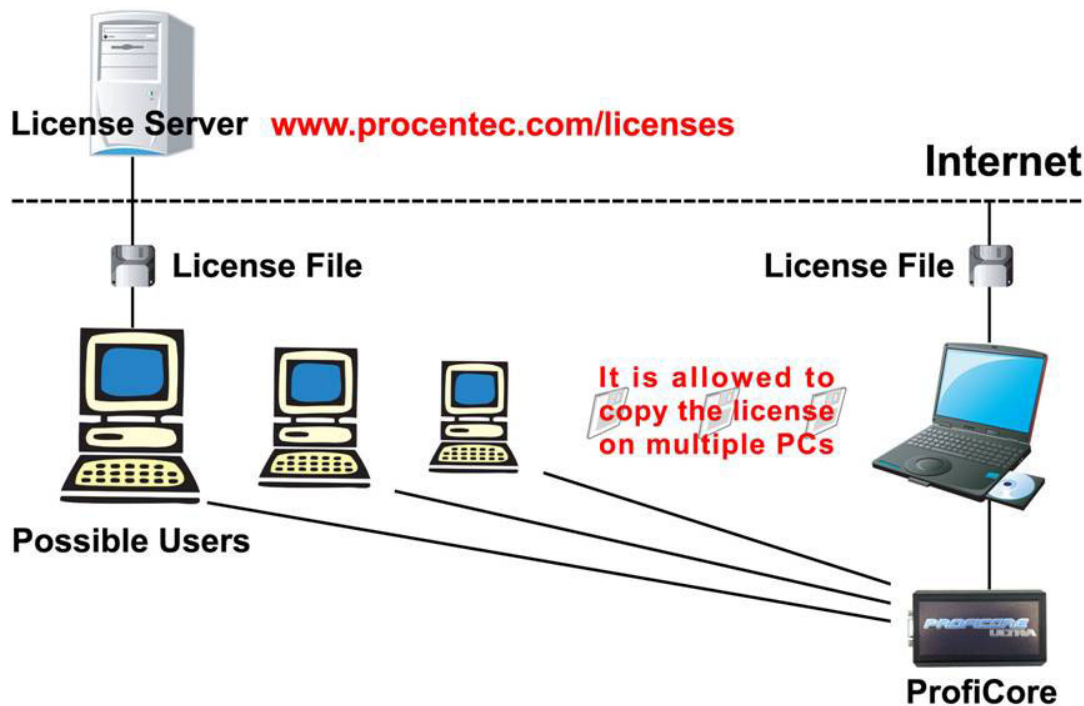 License Server www.procentec.com/licenses
Internet
License File
License File
It is allowed to
copy the license
on multiple PCs
Possible Users
PROFICORE
ULTRA
ProfiCore